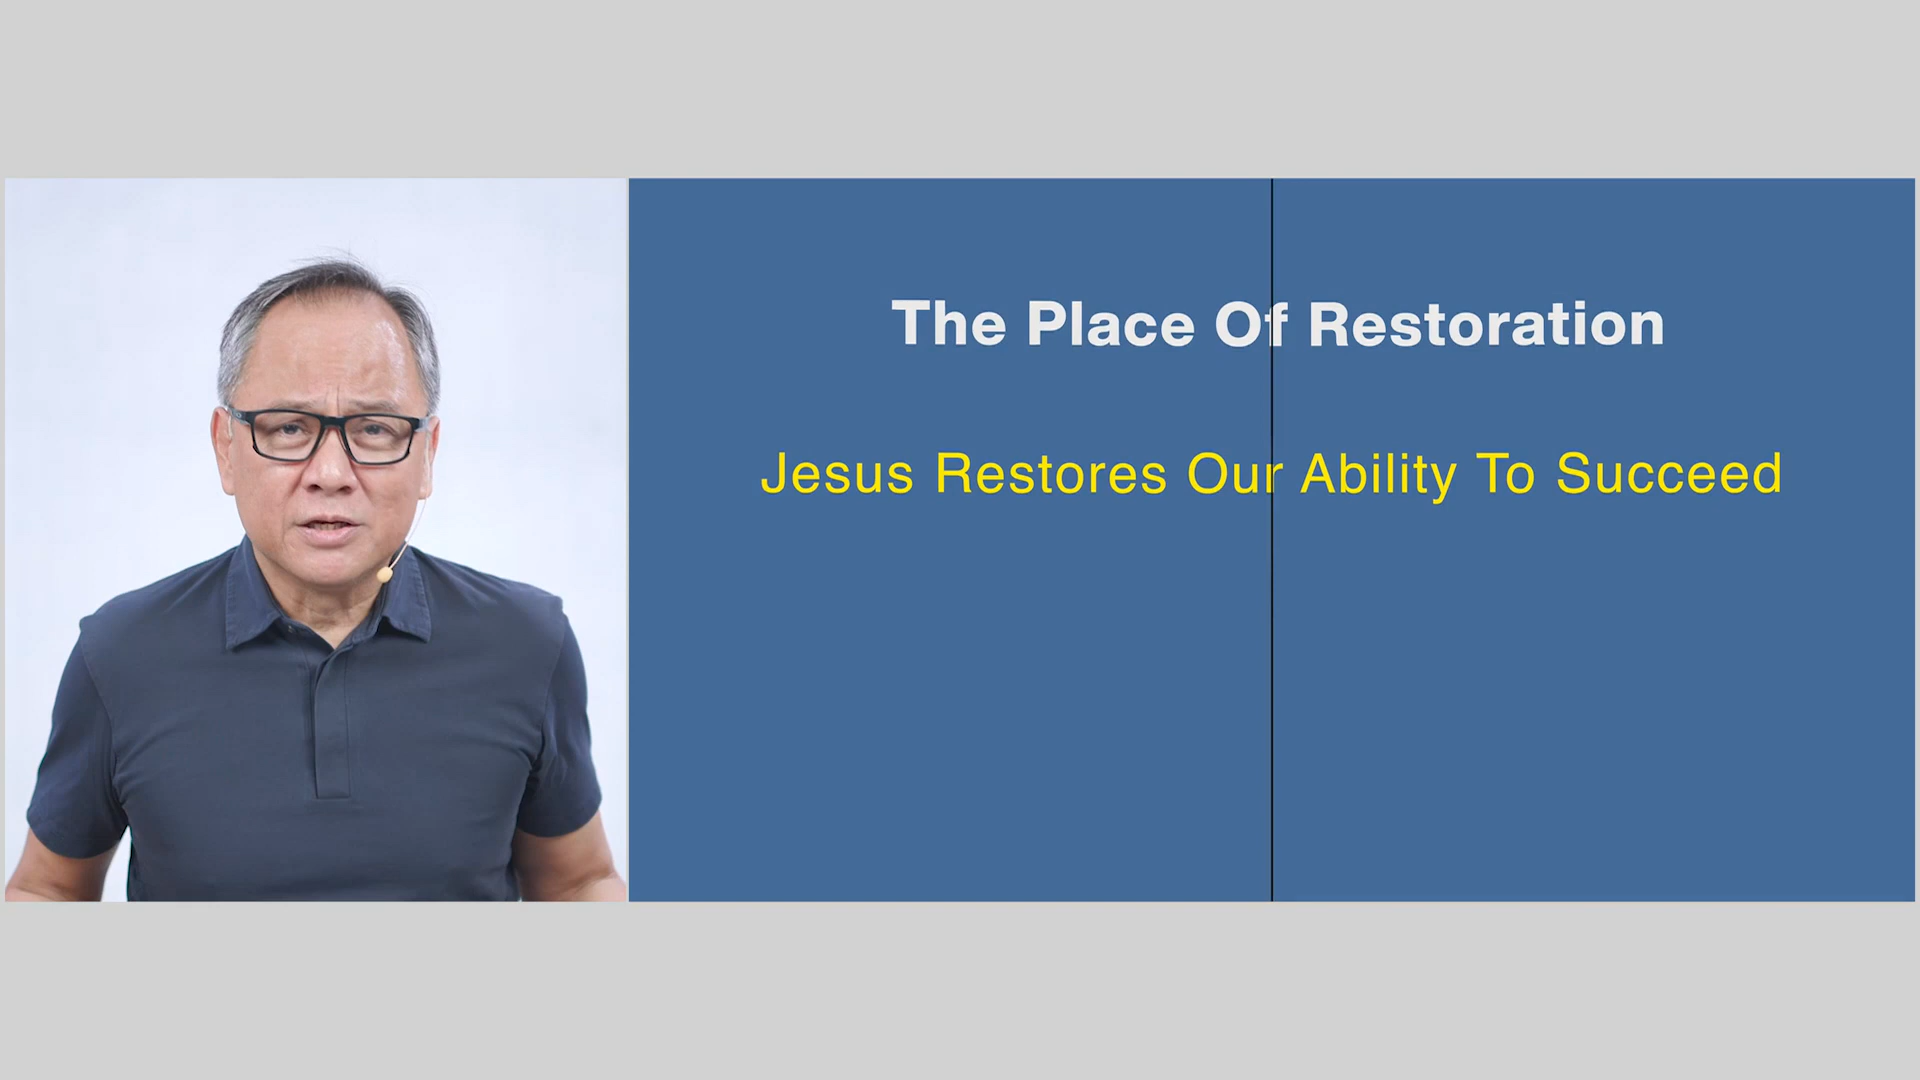 The Place Of Restoration
Jesus Restores Our Ability To Succeed